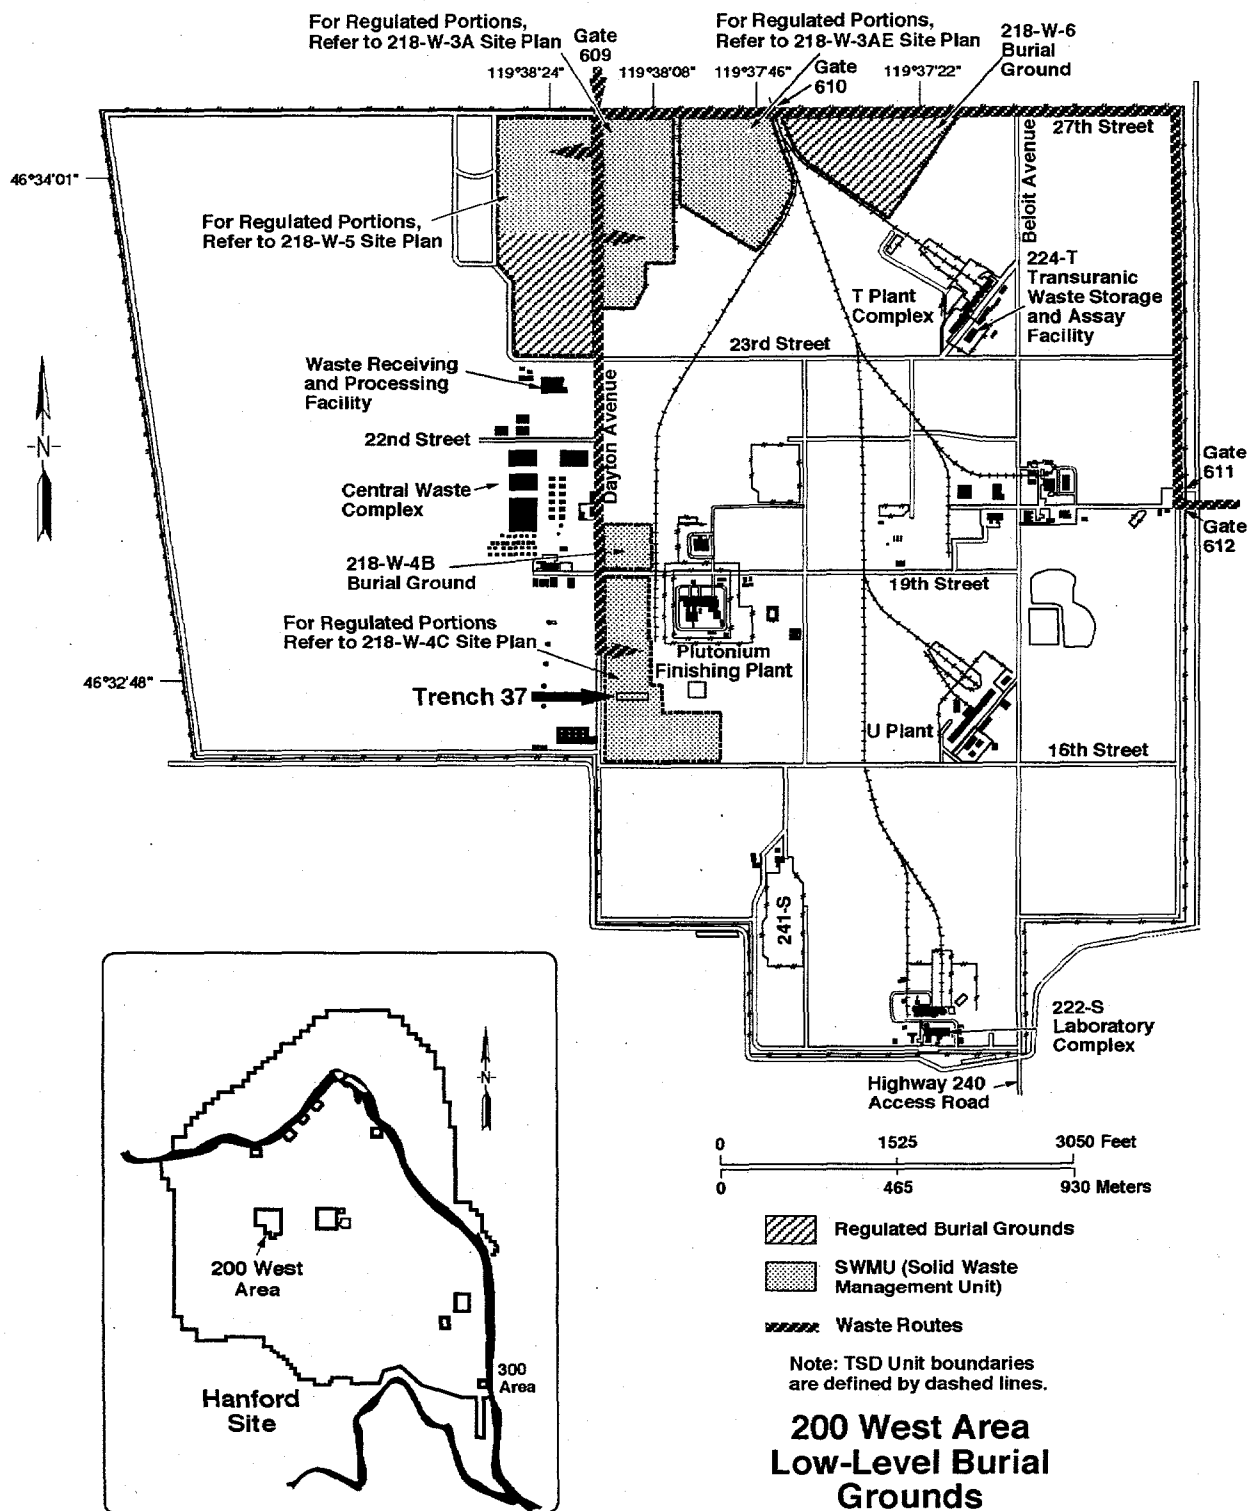 For Regulated Portions,
Refer to 218-W-3A Site Plan
Gate
609
For Regulated Portions,
Refer to 218-W-3AE Site Plan
Gate
610
218-W-6
Burial
Ground
119°38'24"
119°38'08"
119°37'46"
119°37'22"
27th Street
Beloit Avenue
46°34'01"
For Regulated Portions,
Refer to 218-W-5 Site Plan
224-T
Transuranic
Waste Storage
and Assay
Facility
T Plant
Complex
23rd Street
Waste Receiving
and Processing
Facility
Dayton Avenue
22nd Street
N
Gate
611
Central Waste
Complex
Gate
612
218-W-4B
Burial Ground
19th Street
For Regulated Portions
Refer to 218-W-4C Site Plan
Plutonium
Finishing Plant
46°32'48"
Trench 37
U Plant
16th Street
241-S
222-S
Laboratory
Complex
Highway 240
Access Road
N
200 West
Area
300
Area
Hanford
Site
0 1525 3050 Feet
0 465 930 Meters
Regulated Burial Grounds
SWMU (Solid Waste
Management Unit)
Waste Routes
Note: TSD Unit boundaries
are defined by dashed lines.
200 West Area
Low-Level Burial
Grounds